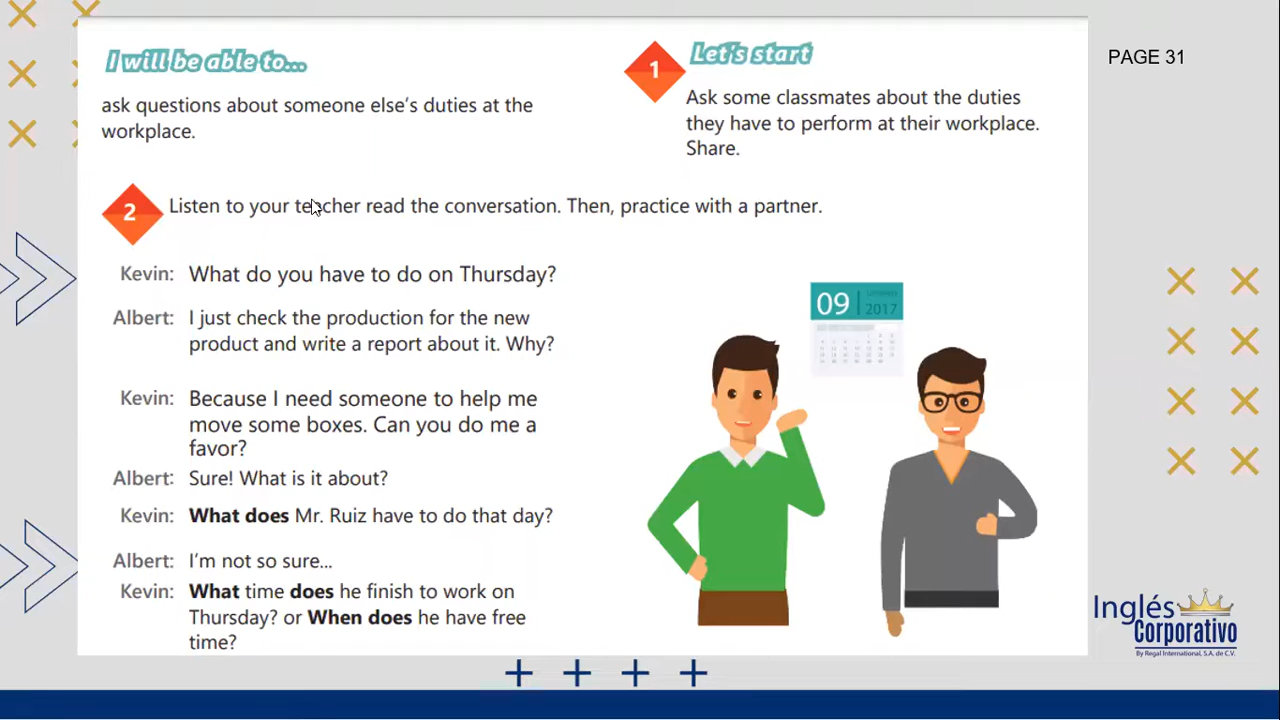 I will be able to...
ask questions about someone else's duties at the
workplace.
1
Let's start
Ask some classmates about the duties
they have to perform at their workplace.
Share.
PAGE 31
2
Listen to your teacher read the conversation. Then, practice with a partner.
Kevin: What do you have to do on Thursday?
Albert: I just check the production for the new
product and write a report about it. Why?
Kevin: Because I need someone to help me
move some boxes. Can you do me a
favor?
Albert: Sure! What is it about?
Kevin: What does Mr. Ruiz have to do that day?
Albert: I'm not so sure...
Kevin: What time does he finish to work on
Thursday? or When does he have free
time?
09
2017
Inglés
Corporativo
By Regal International, S.A. de C.V.